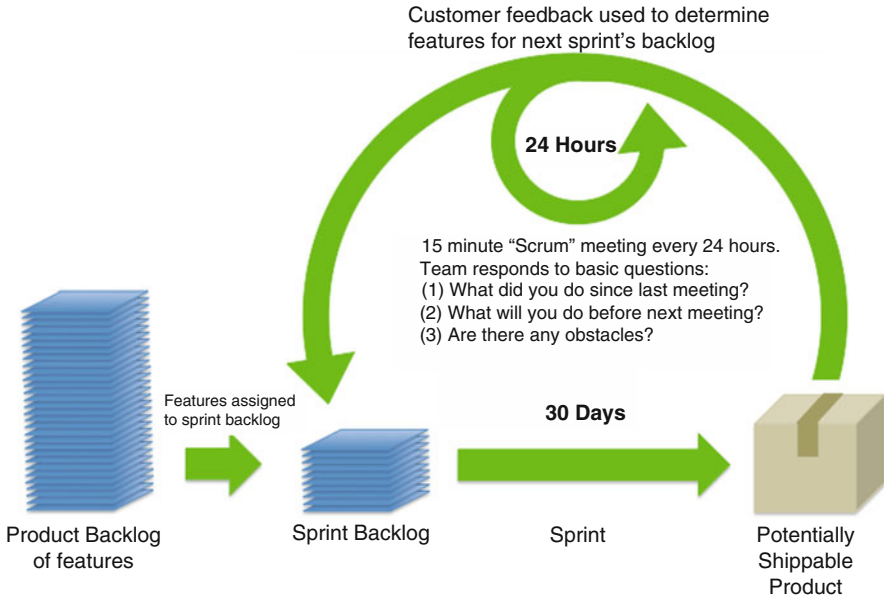 Customer feedback used to determine
features for next sprint's backlog
24 Hours
15 minute “Scrum” meeting every 24 hours.
Team responds to basic questions:
(1) What did you do since last meeting?
(2) What will you do before next meeting?
(3) Are there any obstacles?
Features assigned
to sprint backlog
30 Days
Product Backlog
of features
Sprint Backlog
Sprint
Potentially
Shippable
Product